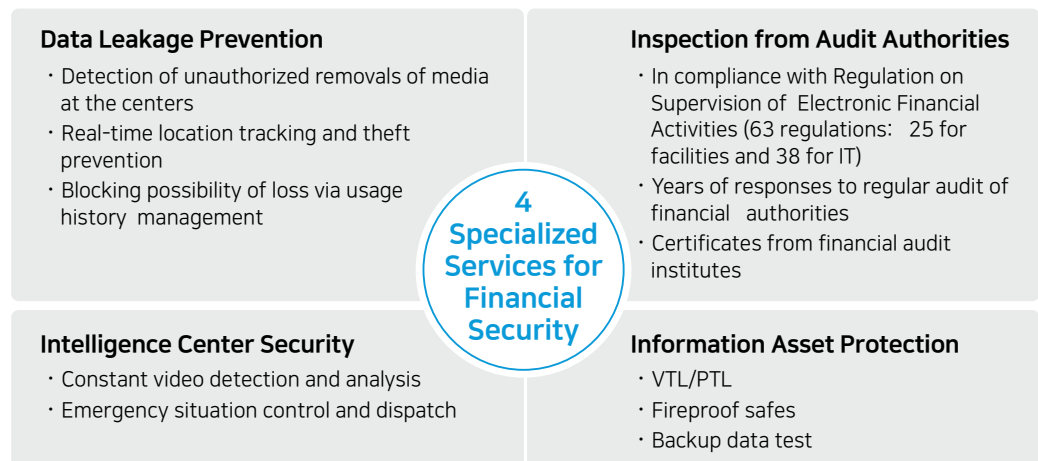 Data Leakage Prevention
· Detection of unauthorized removals of media
at the centers
· Real-time location tracking and theft
prevention
· Blocking possibility of loss via usage
history management
Inspection from Audit Authorities
· In compliance with Regulation on
Supervision of Electronic Financial
Activities (63 regulations: 25 for
facilities and 38 for IT)
· Years of responses to regular audit of
financial authorities
· Certificates from financial audit
institutes
4
Specialized
Services for
Financial
Security
Intelligence Center Security
· Constant video detection and analysis
· Emergency situation control and dispatch
Information Asset Protection
· VTL/PTL
· Fireproof safes
· Backup data test